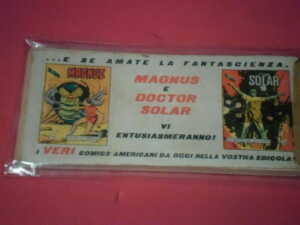 ...E SE AMATE LA FANTASCIENZA.
MAGNUS
MAGNUS
E
DOCTOR
SOLAR
VI
ENTUSIASMERANNO!
SOLAR
I VERI COMICS AMERICANI DA OGGI NELLA VOSTRA EDICOLA!